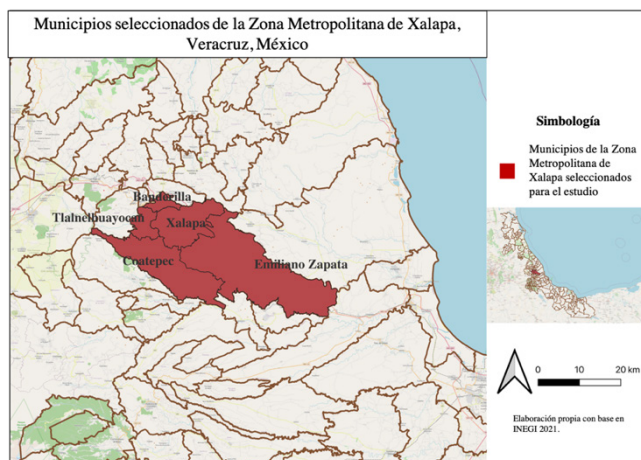 Municipios seleccionados de la Zona Metropolitana de Xalapa,
Veracruz, México
Banderilla
Tlalnelhuayocan
Xalapa
Coatepec
Emiliano Zapata
Simbología
Municipios de la Zona
Metropolitana de
Xalapa seleccionados
para el estudio
0 10 20 km
Elaboración propia con base en
INEGI 2021.